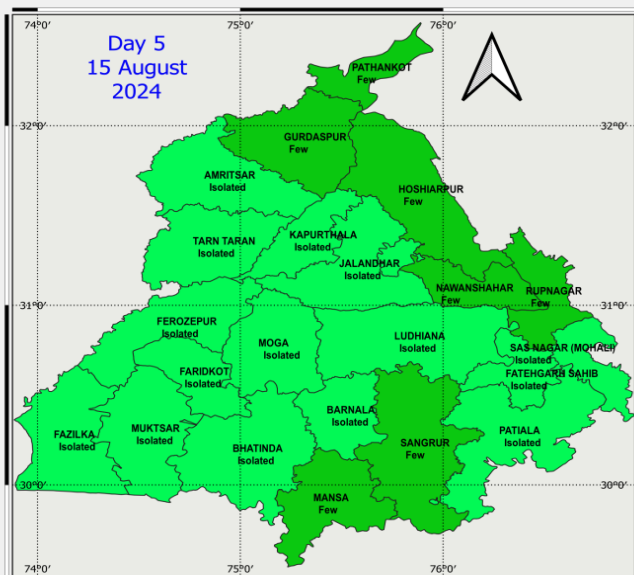 74°0'
75°0'
76°0'
Day 5
15 August
2024
PATHANKOT
Few
32°0'
32°0'
GURDASPUR
Few
AMRITSAR
Isolated
HOSHIARPUR
Few
KAPURTHALA
Isolated
TARN TARAN
Isolated
JALANDHAR
Isolated
NAWANSHAHAR
Few
RUPNAGAR
Few
31°0'
31°0'
FEROZEPUR
Isolated
MOGA
Isolated
LUDHIANA
Isolated
SAS NAGAR (MOHALI)
Isolated
FARIDKOT
Isolated
FATEHGARH SAHIB
Isolated
BARNALA
Isolated
MUKTSAR
Isolated
FAZILKA
Isolated
BHATINDA
Isolated
SANGRUR
Few
PATIALA
Isolated
30°0'
30°0'
MANSA
Few
74°0'
75°0'
76°0'